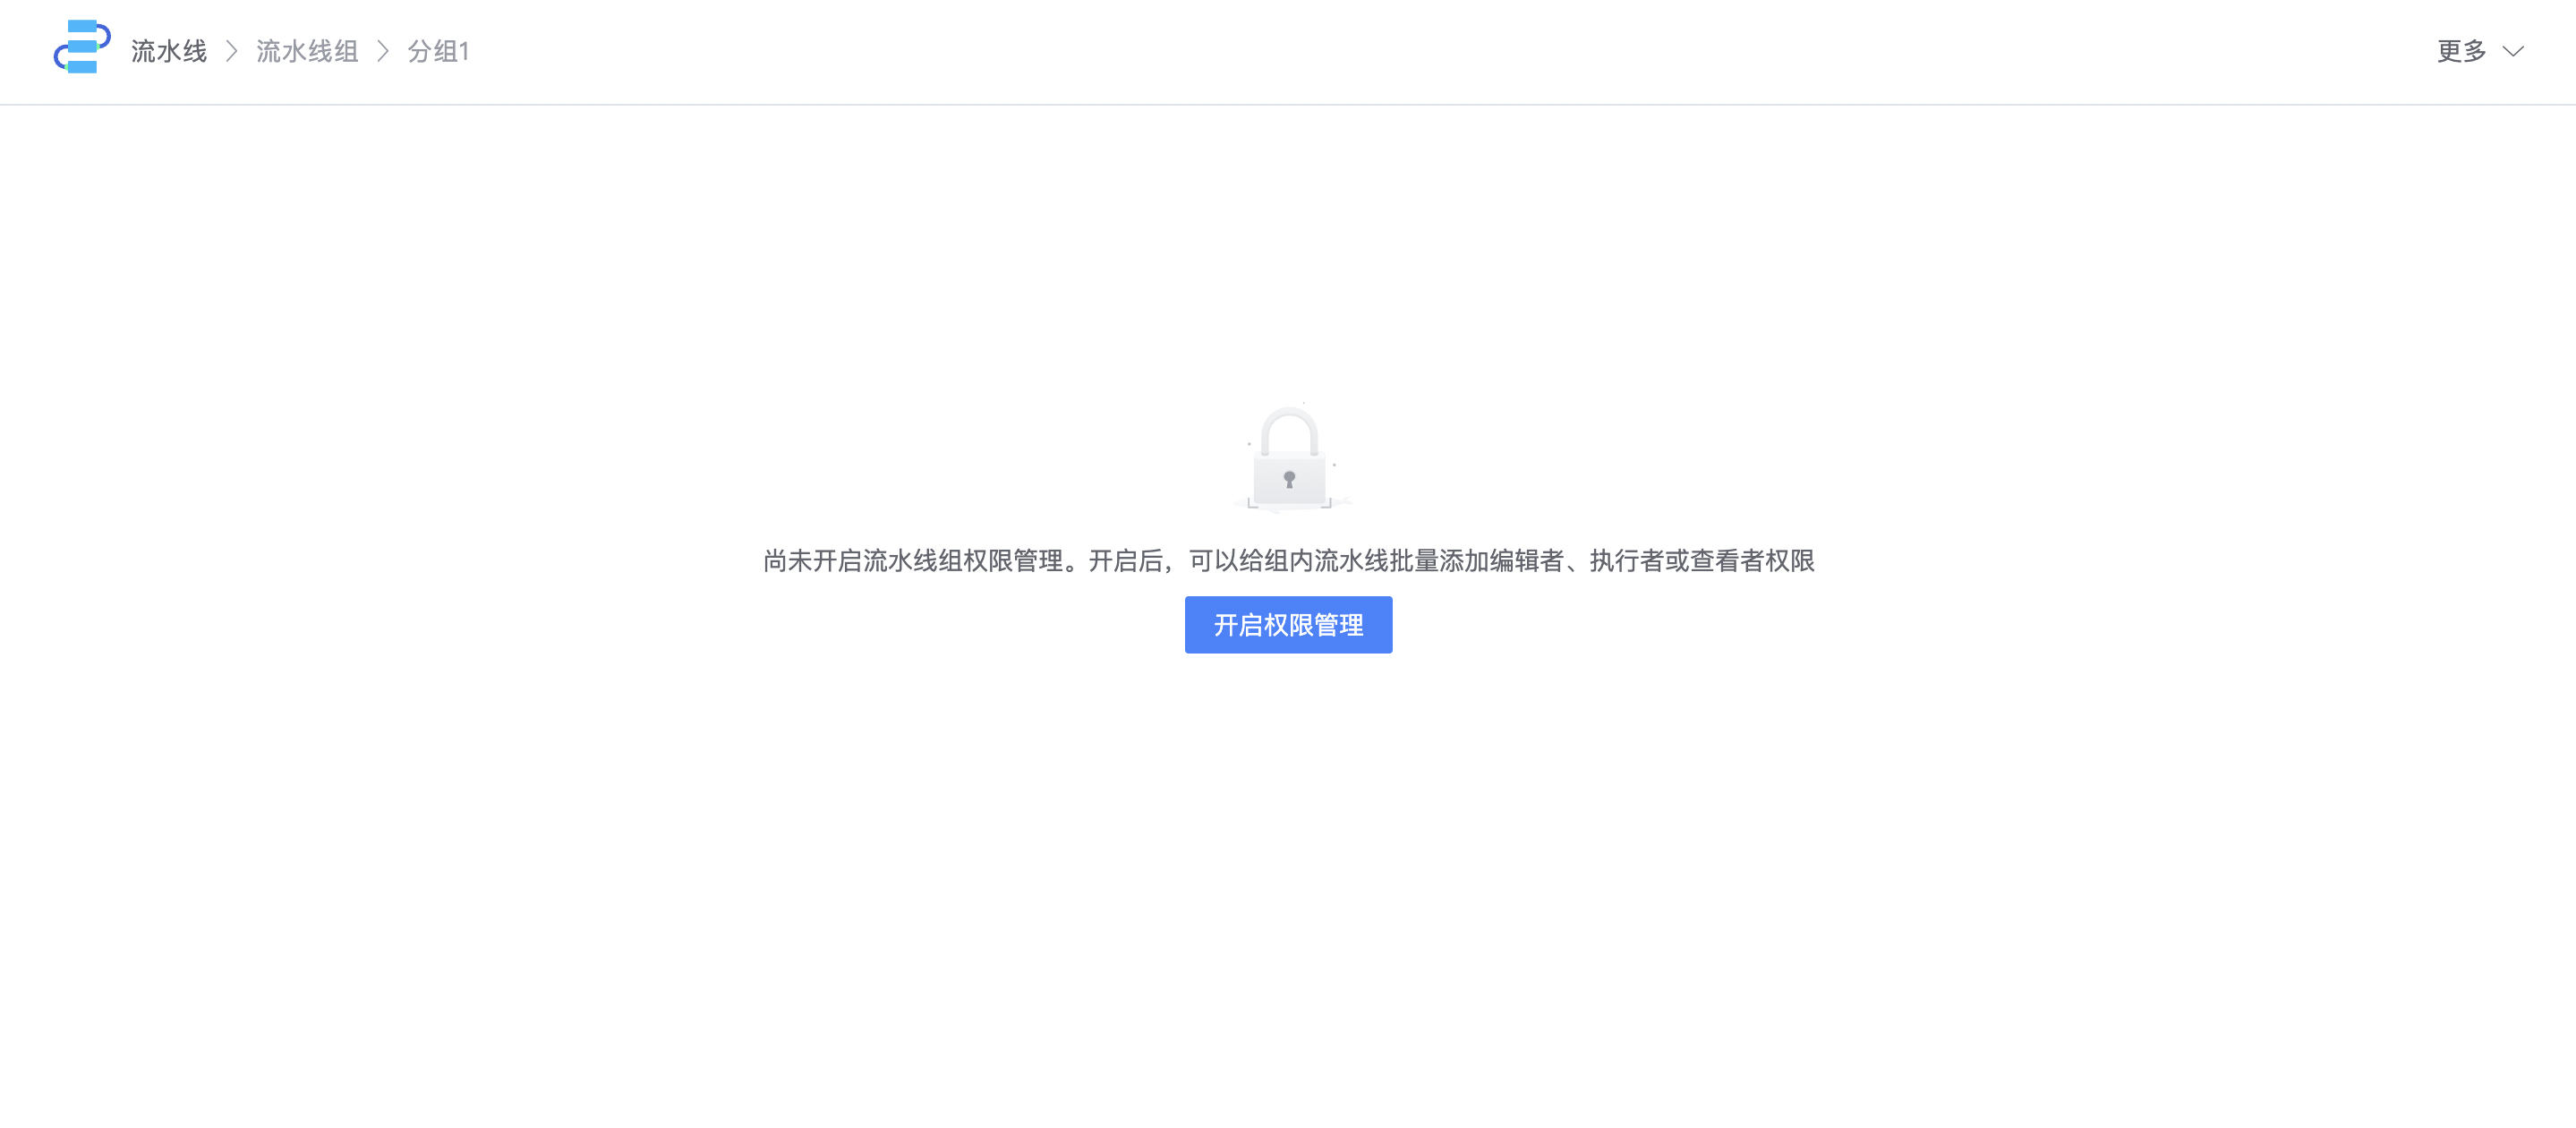 流水线 > 流水线组 > 分组1
更多
尚未开启流水线组权限管理。开启后，可以给组内流水线批量添加编辑者、执行者或查看者权限
开启权限管理